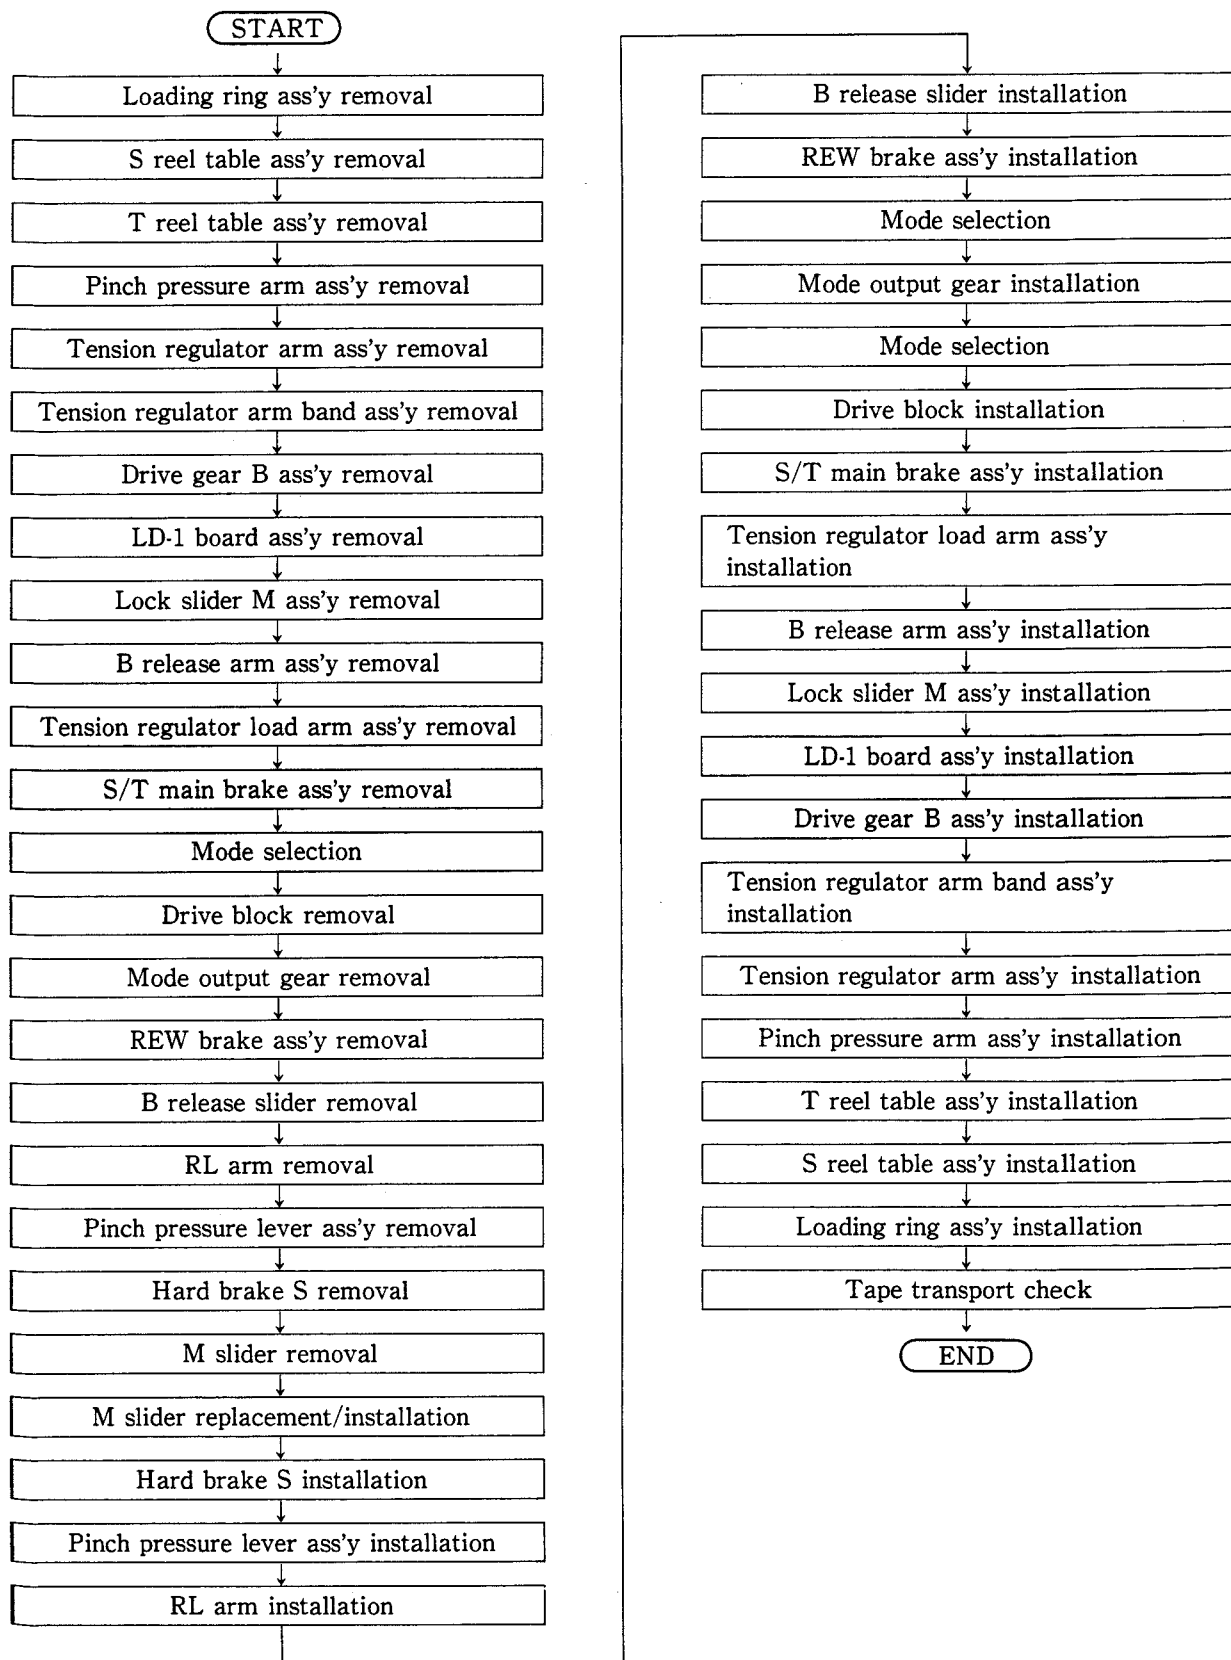 START
Loading ring ass'y removal
S reel table ass'y removal
T reel table ass'y removal
Pinch pressure arm ass'y removal
Tension regulator arm ass'y removal
Tension regulator arm band ass'y removal
Drive gear B ass'y removal
LD-1 board ass'y removal
Lock slider M ass'y removal
B release arm ass'y removal
Tension regulator load arm ass'y removal
S/T main brake ass'y removal
Mode selection
Drive block removal
Mode output gear removal
REW brake ass'y removal
B release slider removal
RL arm removal
Pinch pressure lever ass'y removal
Hard brake S removal
M slider removal
M slider replacement/installation
Hard brake S installation
Pinch pressure lever ass'y installation
RL arm installation
B release slider installation
REW brake ass'y installation
Mode selection
Mode output gear installation
Mode selection
Drive block installation
S/T main brake ass'y installation
Tension regulator load arm ass'y
installation
B release arm ass'y installation
Lock slider M ass'y installation
LD-1 board ass'y installation
Drive gear B ass'y installation
Tension regulator arm band ass'y
installation
Tension regulator arm ass'y installation
Pinch pressure arm ass'y installation
T reel table ass'y installation
S reel table ass'y installation
Loading ring ass'y installation
Tape transport check
END